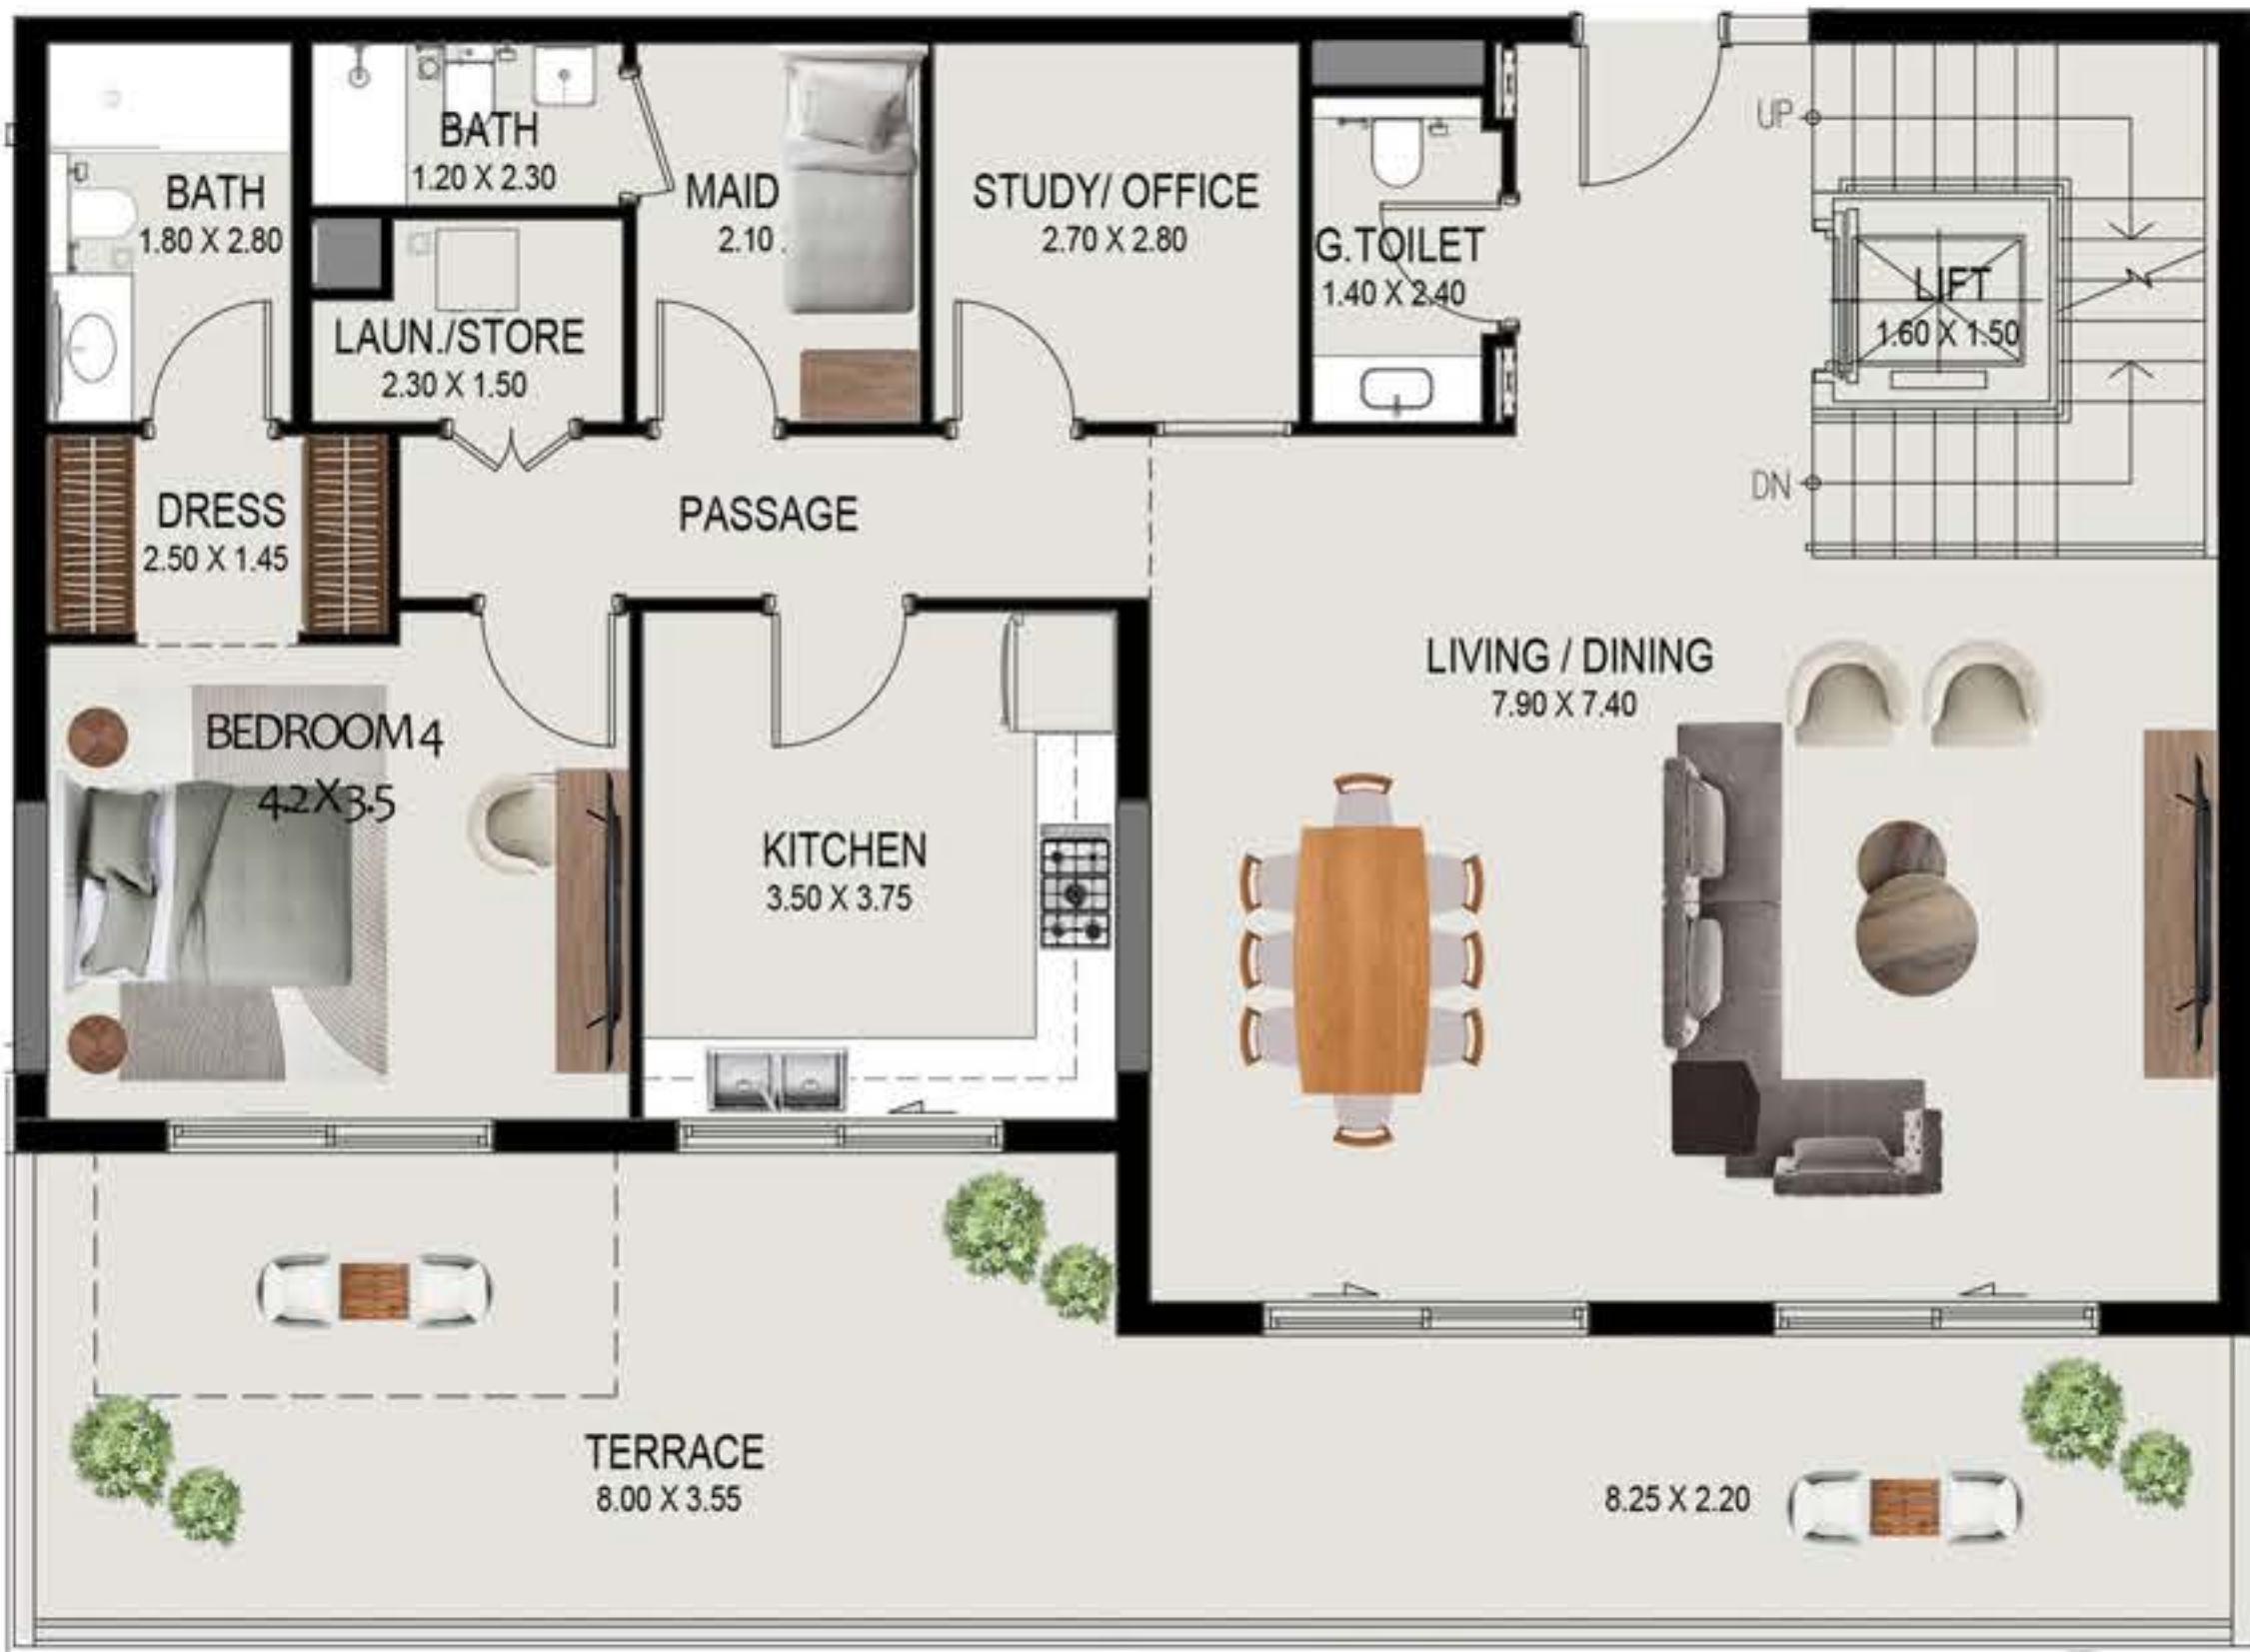 BATH
1.80 X 2.80
BATH
1.20 X 2.30
MAID
2.10
STUDY/ OFFICE
2.70 X 2.80
G.TOILET
1.40 X 2.40
UP
LIFT
1.60 X 1.50
DN
LAUN./STORE
2.30 X 1.50
DRESS
2.50 X 1.45
PASSAGE
LIVING / DINING
7.90 X 7.40
BEDROOM 4
4.2 X 3.5
KITCHEN
3.50 X 3.75
TERRACE
8.00 X 3.55
8.25 X 2.20